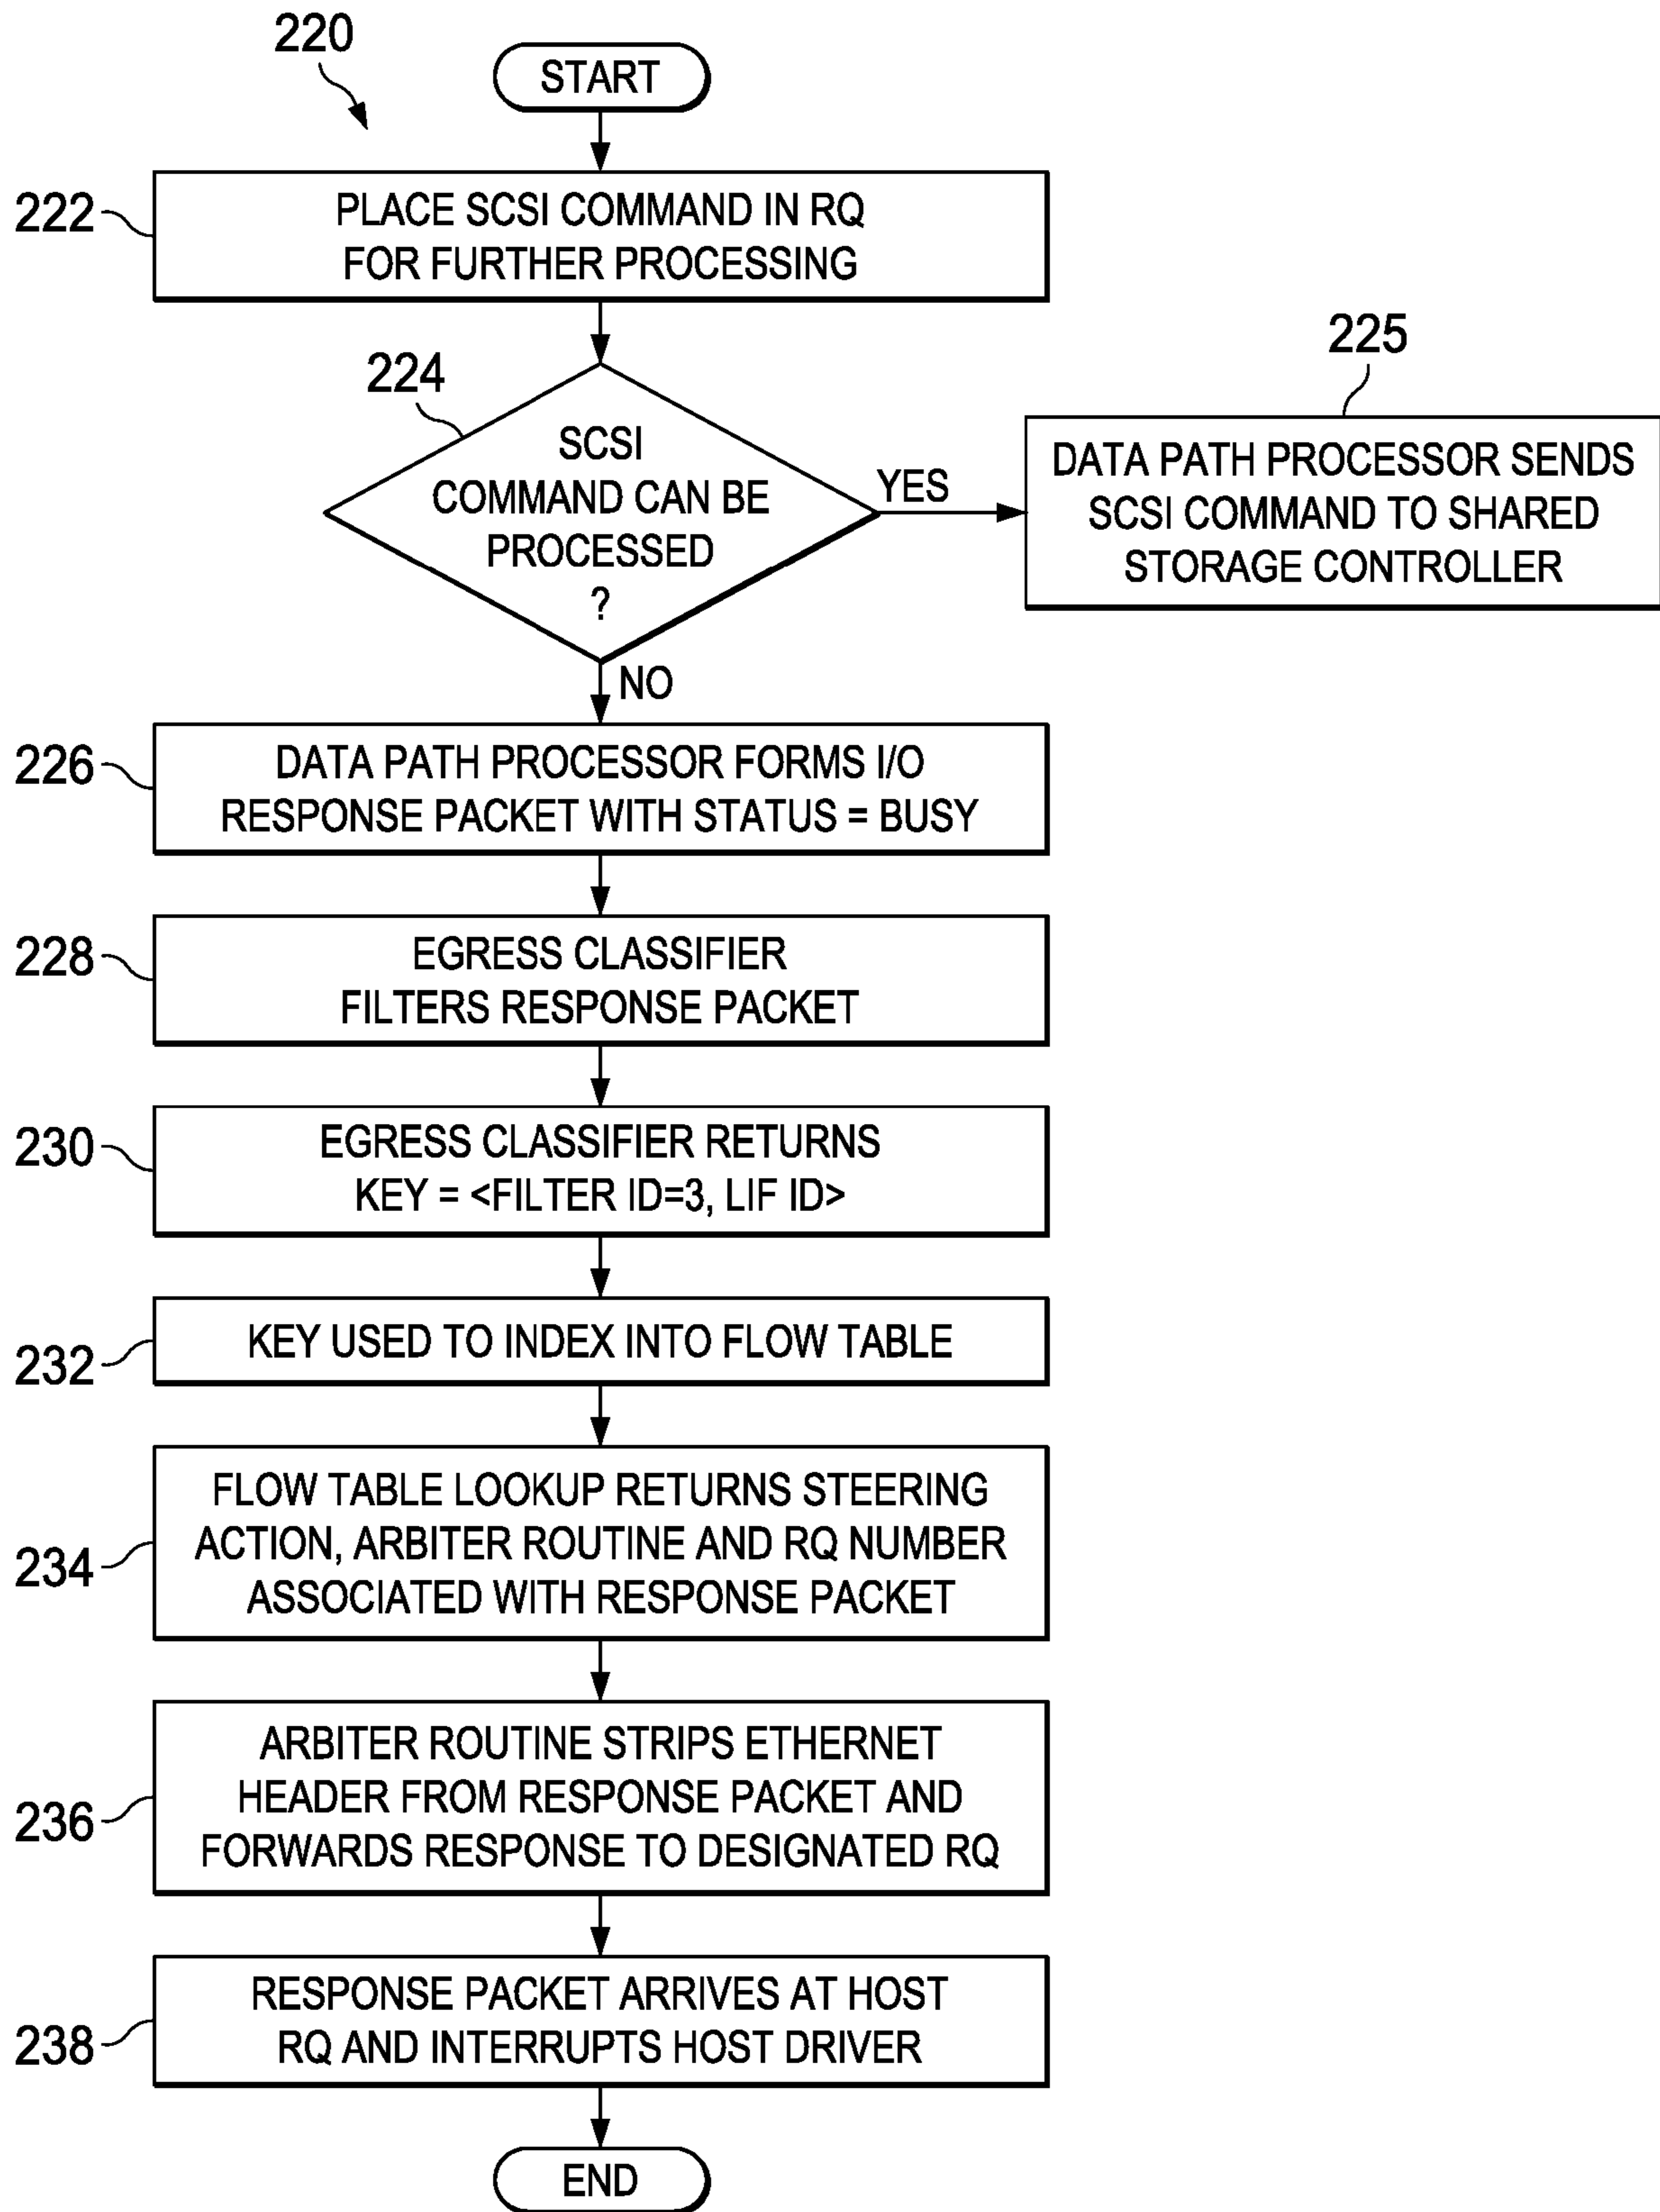 220
START
222
PLACE SCSI COMMAND IN RQ
FOR FURTHER PROCESSING
224
SCSI
COMMAND CAN BE
PROCESSED
?
YES
225
DATA PATH PROCESSOR SENDS
SCSI COMMAND TO SHARED
STORAGE CONTROLLER
NO
226
DATA PATH PROCESSOR FORMS I/O
RESPONSE PACKET WITH STATUS = BUSY
228
EGRESS CLASSIFIER
FILTERS RESPONSE PACKET
230
EGRESS CLASSIFIER RETURNS
KEY = <FILTER ID=3, LIF ID>
232
KEY USED TO INDEX INTO FLOW TABLE
234
FLOW TABLE LOOKUP RETURNS STEERING
ACTION, ARBITER ROUTINE AND RQ NUMBER
ASSOCIATED WITH RESPONSE PACKET
236
ARBITER ROUTINE STRIPS ETHERNET
HEADER FROM RESPONSE PACKET AND
FORWARDS RESPONSE TO DESIGNATED RQ
238
RESPONSE PACKET ARRIVES AT HOST
RQ AND INTERRUPTS HOST DRIVER
END